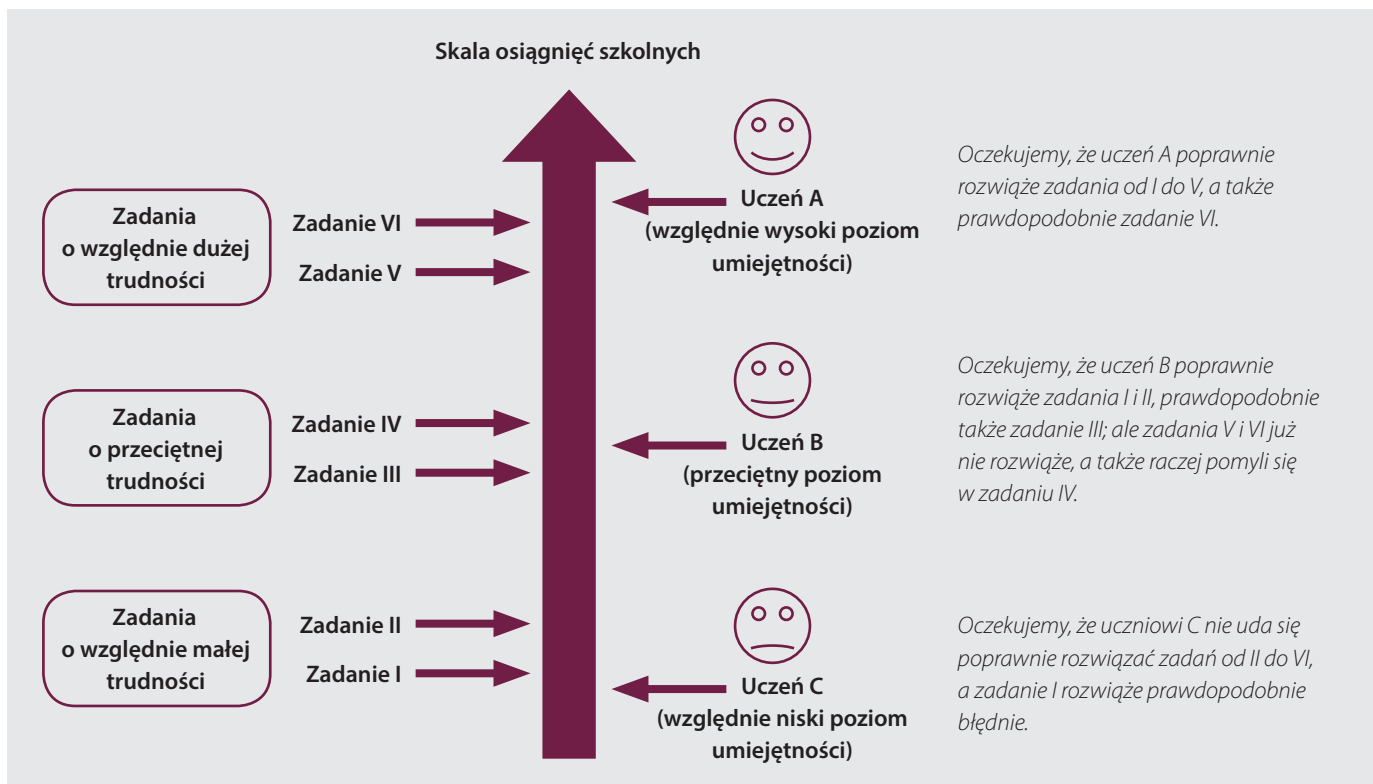 Skala osiągnięć szkolnych
Zadania
o względnie dużej
trudności
Zadanie VI
Zadanie V
Uczeń A
(względnie wysoki poziom
umiejętności)
Oczekujemy, że uczeń A poprawnie
rozwiąże zadania od I do V, a także
prawdopodobnie zadanie VI.
Zadania
o przeciętnej
trudności
Zadanie IV
Zadanie III
Uczeń B
(przeciętny poziom
umiejętności)
Oczekujemy, że uczeń B poprawnie
rozwiąże zadania I i II, prawdopodobnie
także zadanie III; ale zadania V i VI już
nie rozwiąże, a także raczej pomyli się
w zadaniu IV.
Zadania
o względnie małej
trudności
Zadanie II
Zadanie I
Uczeń C
(względnie niski poziom
umiejętności)
Oczekujemy, że uczniowi C nie uda się
poprawnie rozwiązać zadań od II do VI,
a zadanie I rozwiąże prawdopodobnie
błędnie.